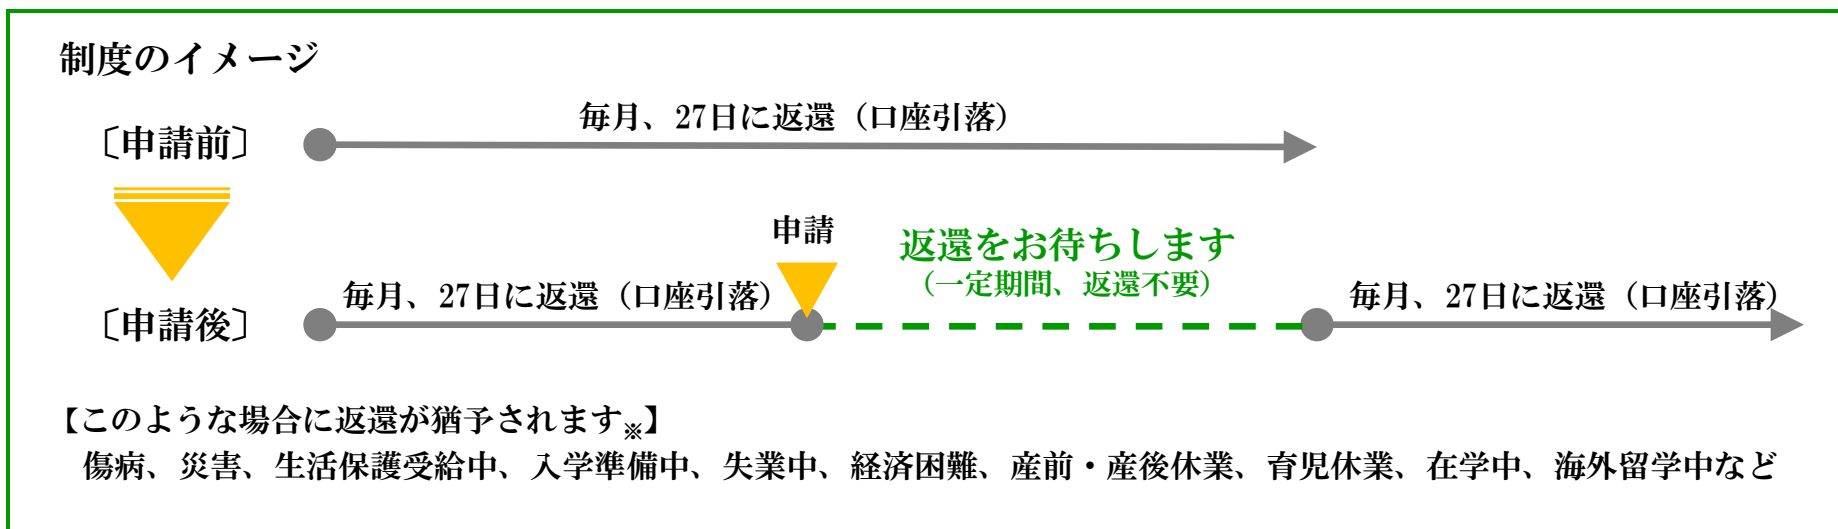 制度のイメージ
毎月、27日に返還（口座引落）
〔申請前〕
申請
返還をお待ちします
（一定期間、返還不要）
毎月、27日に返還（口座引落）
毎月、27日に返還（口座引落）
〔申請後〕
【このような場合に返還が猶予されます※】
傷病、災害、生活保護受給中、入学準備中、失業中、経済困難、産前・産後休業、育児休業、在学中、海外留学中など